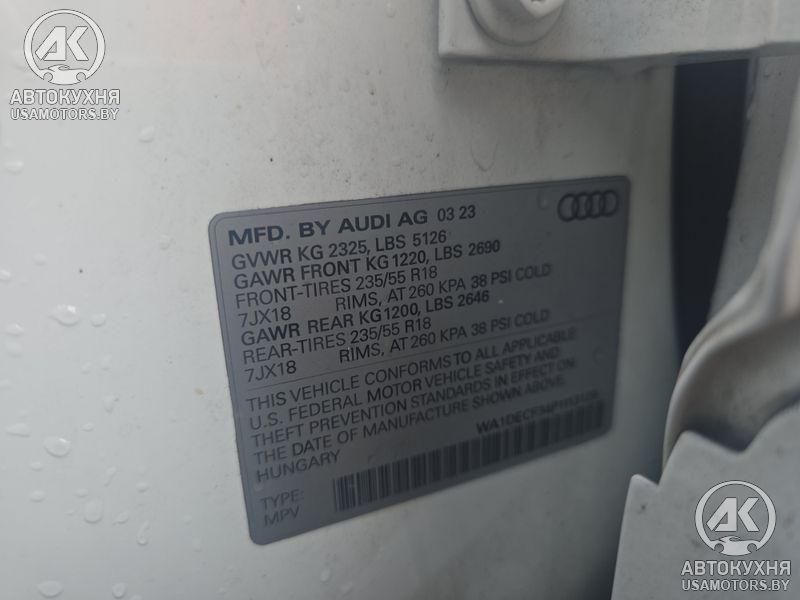 AK
АВТОКУХНЯ
USAMOTORS.BY
MFD. BY AUDI AG 03 23
GVWR KG 2325, LBS 5126
GAWR FRONT KG 1220, LBS 2690
FRONT-TIRES 235/55 R18
7JX18 RIMS, AT 260 KPA 38 PSI COLD
GAWR REAR KG 1200, LBS 2646
REAR-TIRES 235/55 R18
7JX18 RIMS, AT 260 KPA 38 PSI COLD
THIS VEHICLE CONFORMS TO ALL APPLICABLE
U.S. FEDERAL MOTOR VEHICLE SAFETY AND
THEFT PREVENTION STANDARDS IN EFFECT ON
THE DATE OF MANUFACTURE SHOWN ABOVE.
HUNGARY
TYPE:
MPV
AK
АВТОКУХНЯ
USAMOTORS.BY